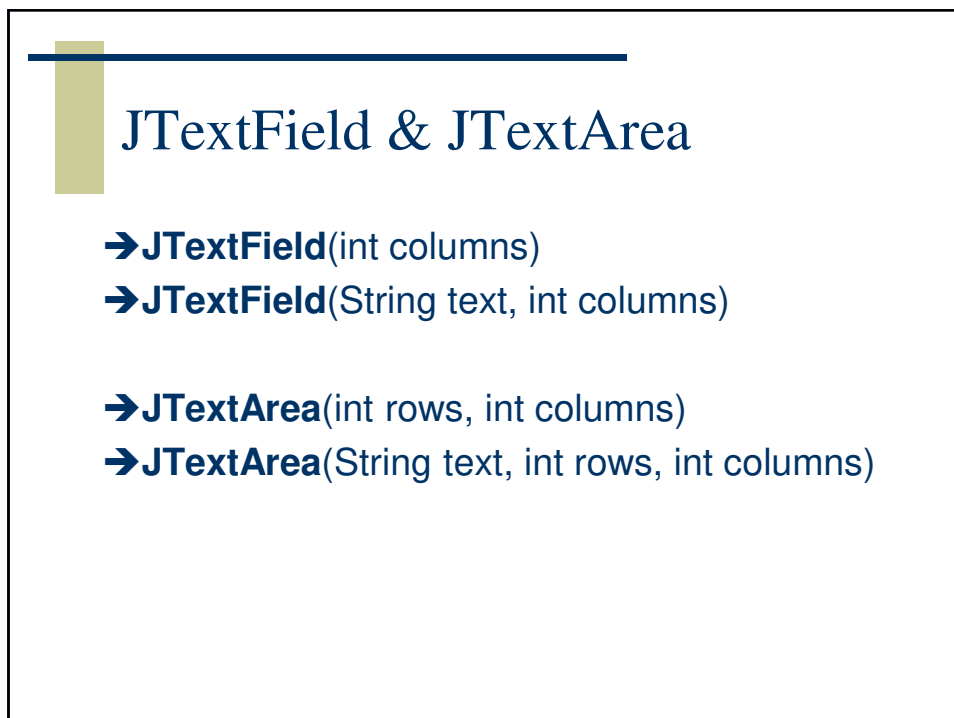 JTextField & JTextArea
➔JTextField(int columns)
➔JTextField(String text, int columns)
➔JTextArea(int rows, int columns)
➔JTextArea(String text, int rows, int columns)